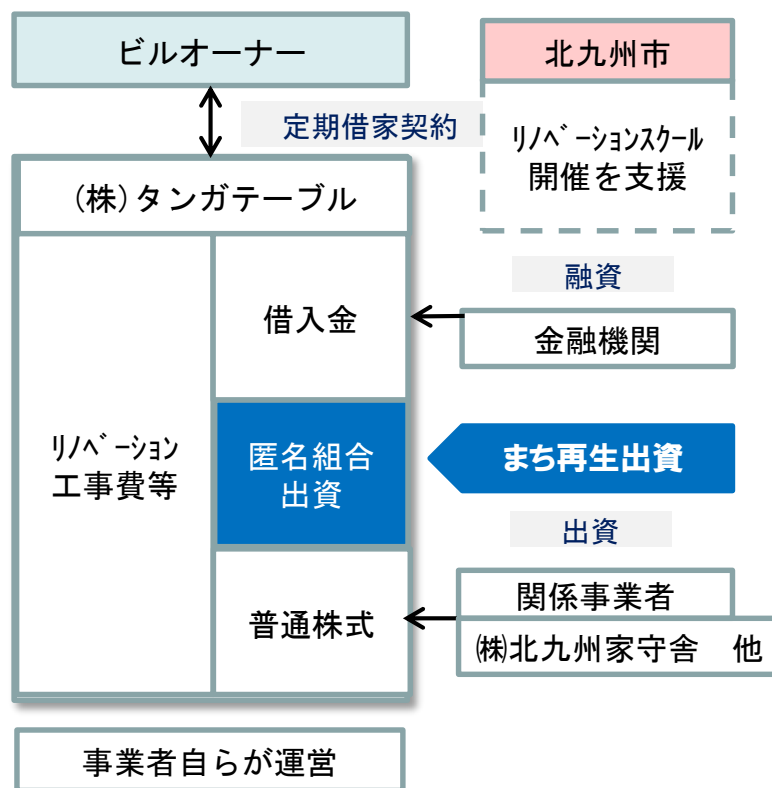 ビルオーナー
北九州市
定期借家契約
ﾘﾉﾍﾞｰｼｮﾝｽｸｰﾙ
開催を支援
(株)タンガテーブル
融資
借入金
金融機関
ﾘﾉﾍﾞｰｼｮﾝ
工事費等
匿名組合
出資
まち再生出資
出資
関係事業者
普通株式
㈱北九州家守舎　他
事業者自らが運営